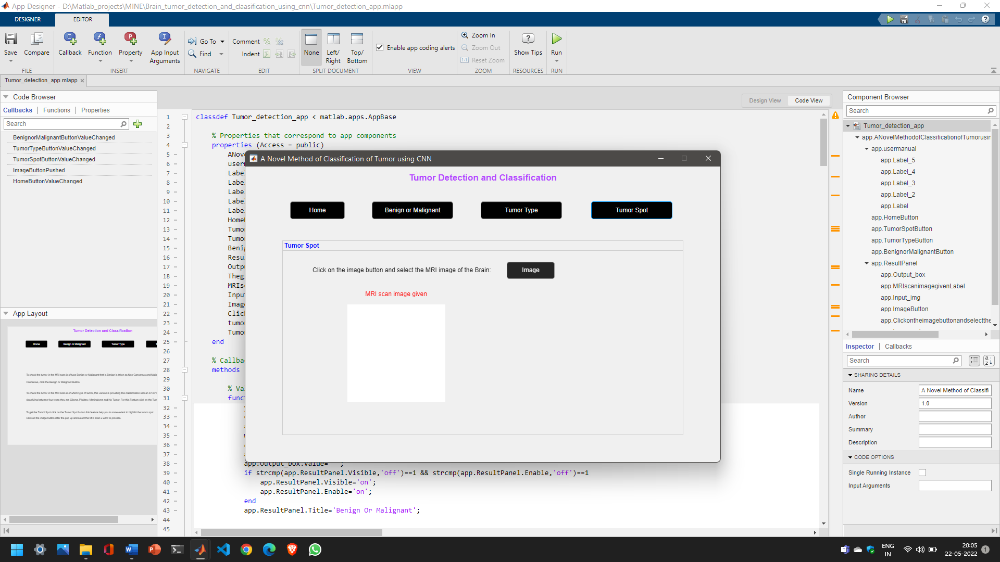 App Designer - D:\Matlab_projects\MINE\Brain_tumor_detection_and_claasification_using_cnn\Tumor_detection_app.mlapp
DESIGNER EDITOR
Save Compare Callback Function Property App Input Arguments
Go To Find
Comment Indent
None Left/ Right Top/ Bottom
Enable app coding alerts
Zoom In
Zoom Out
Reset Zoom
Show Tips Run
FILE INSERT NAVIGATE EDIT SPLIT DOCUMENT VIEW ZOOM RESOURCES RUN
Tumor_detection_app.mlapp
Code Browser
Callbacks Functions Properties
Search
BenignorMalignantButtonValueChanged
TumorTypeButtonValueChanged
TumorSpotButtonValueChanged
ImageButtonPushed
HomeButtonValueChanged
App Layout
Tumor Detection and Classification
Home Benign or Malignant Tumor Type
To check the tumor in the MRI scan is of type Benign or Malignant that is Benign is taken as Non-Cancerous and
Cancerous, click the Benign or Malignant Button
To check the tumor in the MRI scan is of which type of tumor, this version is providing this classification with an
classifying between four types they are Glioma, Pituitary, Meningioma and No Tumor. For this Feature click on the
To get the Tumor Spot click on the Tumor Spot button this feature help you in some extent to highlight the tumor spot
Click on the image button after the pop up and select the MRI scan u want to process.
Design View Code View
1 classdef Tumor_detection_app < matlab.apps.AppBase
2
3 % Properties that correspond to app components
4 properties (Access = public)
5 ANov
6 user
7 Labe
8 Labe
9 Labe
10 Labe
11 Labe
12 Home
13 Tumo
14 Tumo
15 Beni
16 Resu
17 Outp
18 Theg
19 MRIs
20 Inpu
21 Imag
22 Clic
23 tumo
24 Tumo
25 end
26
27 % Callba
28 methods
29
30 % Va
31 func
32
33
34
35
36
37
38 app.Output_box.Value=
39 if strcmp(app.ResultPanel.Visible,'off')==1 && strcmp(app.ResultPanel.Enable,'off')==1
40 app.ResultPanel.Visible='on';
41 app.ResultPanel.Enable='on';
42 end
43 app.ResultPanel.Title='Benign Or Malignant';
44
45
A Novel Method of Classification of Tumor using CNN
Tumor Detection and Classification
Home Benign or Malignant Tumor Type Tumor Spot
Tumor Spot
Click on the image button and select the MRI image of the Brain: Image
MRI scan image given
Component Browser
Search
Tumor_detection_app
app.ANovelMethodofClassificationofTumorusin
app.usermanual
app.Label_5
app.Label_4
app.Label_3
app.Label_2
app.Label
app.HomeButton
app.TumorSpotButton
app.TumorTypeButton
app.BenignorMalignantButton
app.ResultPanel
app.Output_box
app.MRIscanimagegivenLabel
app.Input_img
app.ImageButton
app.Clickontheimagebuttonandselectthe
Inspector Callbacks
Search
SHARING DETAILS
Name A Novel Method of Classifi
Version 1.0
Author
Summary
Description
CODE OPTIONS
Single Running Instance
Input Arguments
ENG
IN
20:05
22-05-2022
1